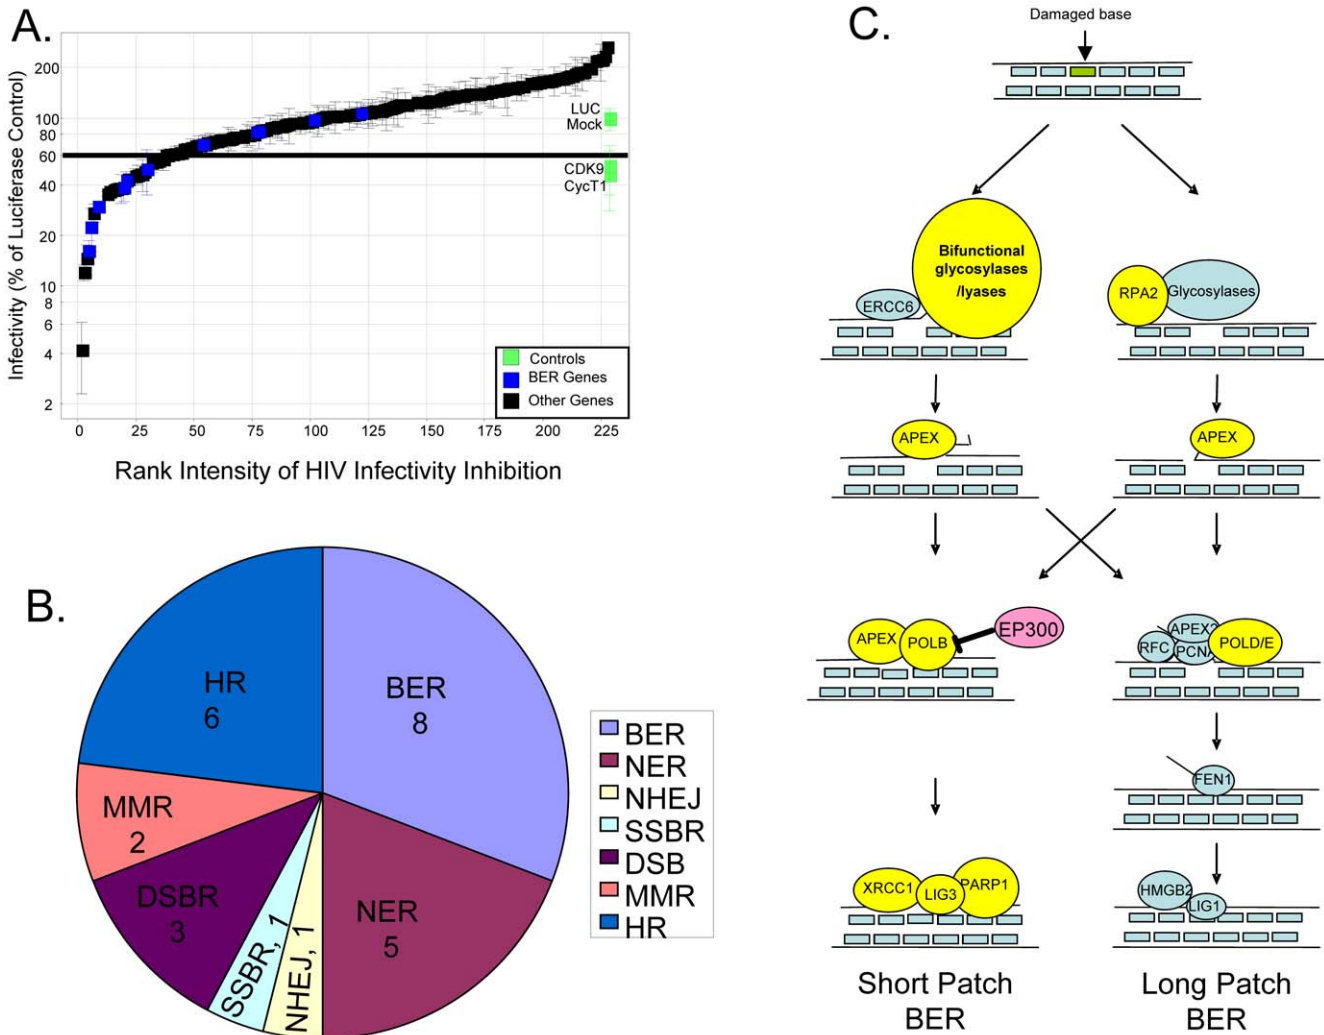 A.
Infectivity (% of Luciferase Control)
200
100
80
60
40
20
10
8
6
4
2
0
25
50
75
100
125
150
175
200
225
LUC
Mock
CDK9
CycT1
Controls
BER Genes
Other Genes
Rank Intensity of HIV Infectivity Inhibition
B.
HR
6
BER
8
MMR
2
DSBR
3
SSBR, 1
NHEJ, 1
NER
5
BER
NER
NHEJ
SSBR
DSB
MMR
HR
C.
Damaged base
Bifunctional
glycosylases
/lyases
ERCC6
RPA2
Glycosylases
APEX
APEX
APEX
POLB
EP300
RFC
APEX2
PCNA
POLD/E
FEN1
XRCC1
LIG3
PARP1
HMGB2
LIG1
Short Patch
BER
Long Patch
BER